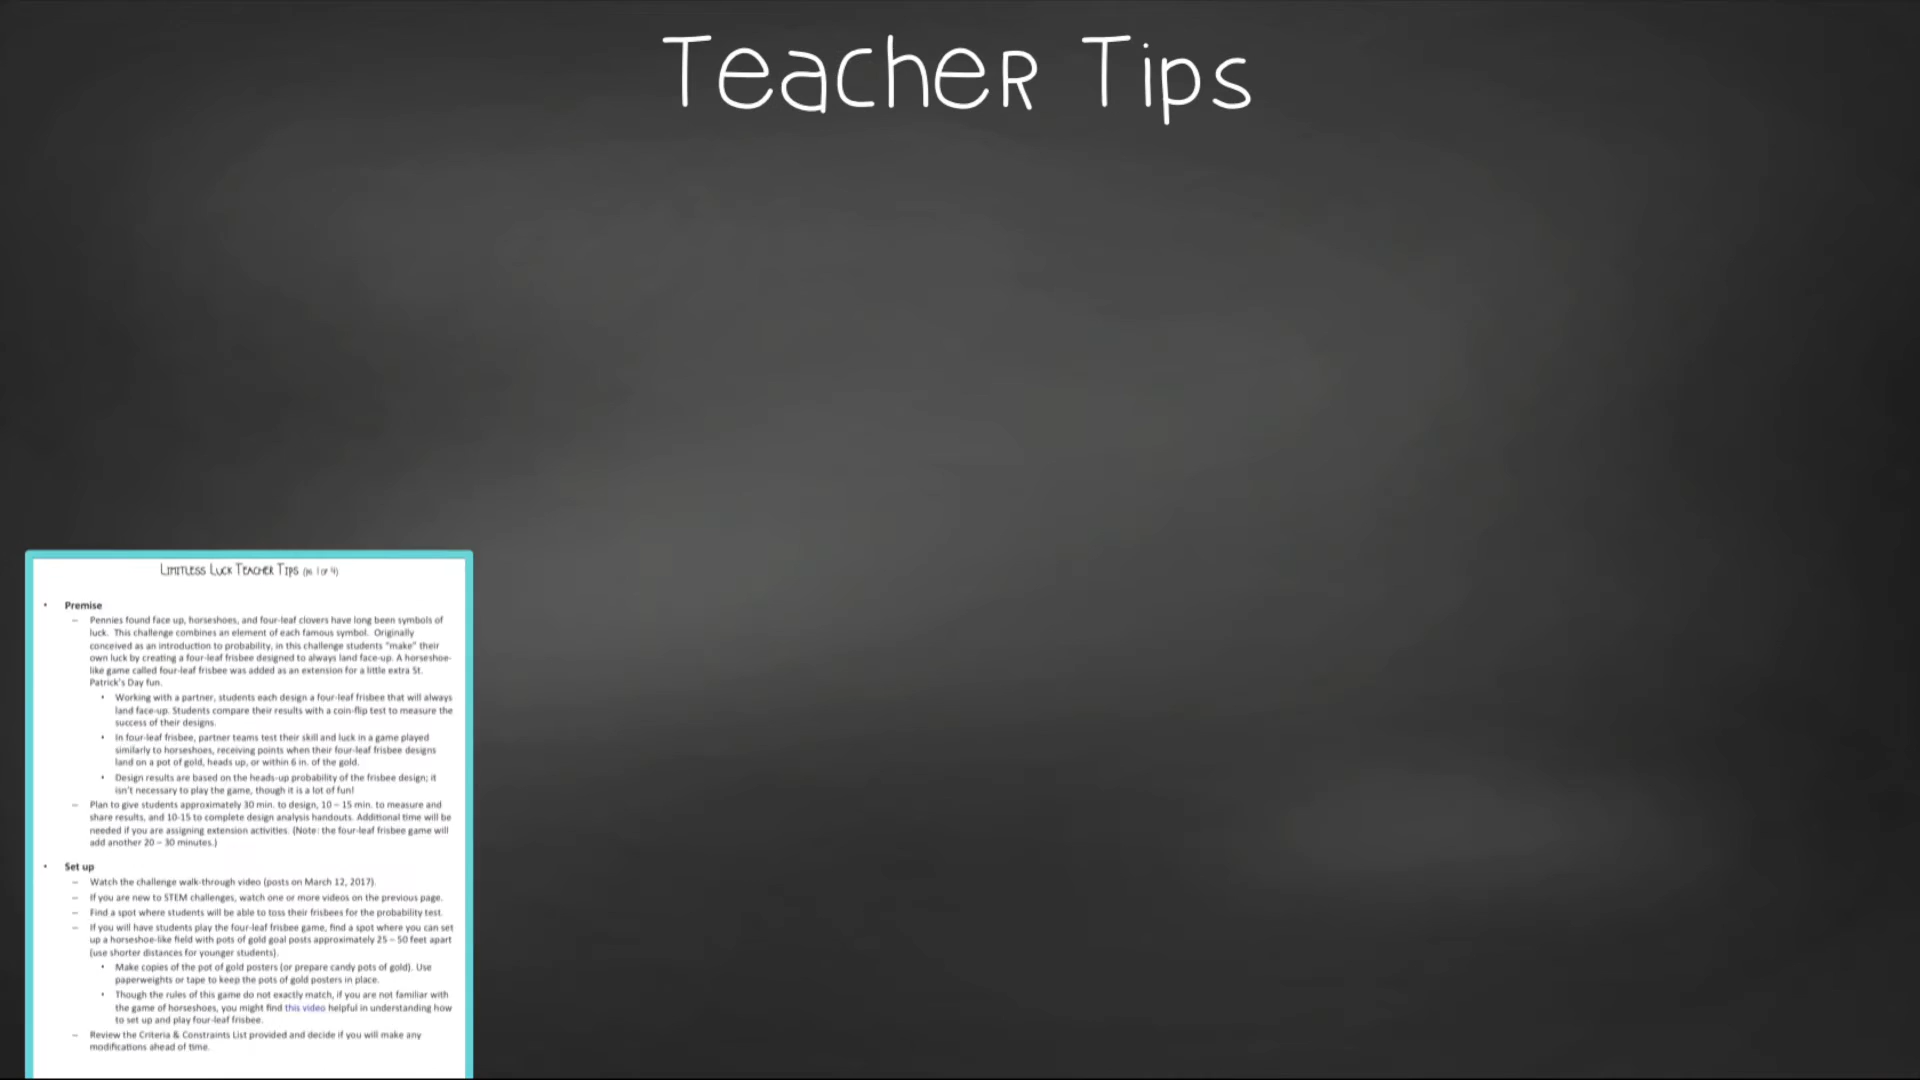 Teacher Tips
Limitless Luck Teacher Tips (pg 1 of 4)
• Premise
– Pennies found face up, horseshoes, and four-leaf clovers have long been symbols of
luck. This challenge combines an element of each famous symbol. Originally
conceived as an introduction to probability, in this challenge students "make" their
own luck by creating a four-leaf frisbee designed to always land face-up. A horseshoe-
like game called four-leaf frisbee was added as an extension for a little extra St.
Patrick's Day fun.
• Working with a partner, students each design a four-leaf frisbee that will always
land face-up. Students compare their results with a coin-flip test to measure the
success of their designs.
• In four-leaf frisbee, partner teams test their skill and luck in a game played
similarly to horseshoes, receiving points when their four-leaf frisbee designs
land on a pot of gold, heads up, or within 6 in. of the gold.
• Design results are based on the heads-up probability of the frisbee design; it
isn't necessary to play the game, though it is a lot of fun!
– Plan to give students approximately 30 min. to design, 10 – 15 min. to measure and
share results, and 10-15 to complete design analysis handouts. Additional time will be
needed if you are assigning extension activities. (Note: the four-leaf frisbee game will
add another 20 – 30 minutes.)
• Set up
– Watch the challenge walk-through video (posts on March 12, 2017).
– If you are new to STEM challenges, watch one or more videos on the previous page.
– Find a spot where students will be able to toss their frisbees for the probability test.
– If you will have students play the four-leaf frisbee game, find a spot where you can set
up a horseshoe-like field with pots of gold goal posts approximately 25 – 50 feet apart
(use shorter distances for younger students).
• Make copies of the pot of gold posters (or prepare candy pots of gold). Use
paperweights or tape to keep the pots of gold posters in place.
• Though the rules of this game do not exactly match, if you are not familiar with
the game of horseshoes, you might find this video helpful in understanding how
to set up and play four-leaf frisbee.
– Review the Criteria & Constraints List provided and decide if you will make any
modifications ahead of time.